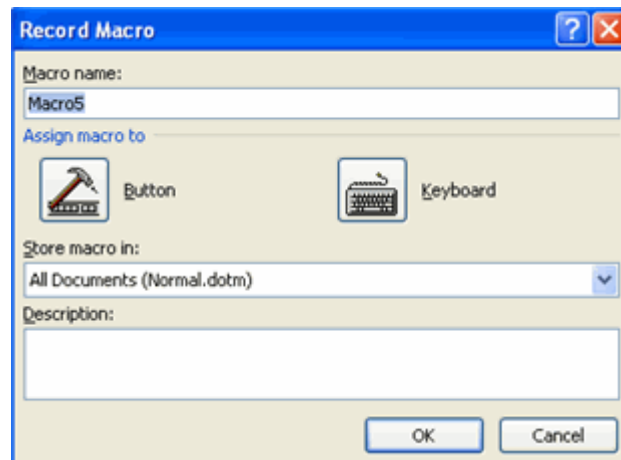 Record Macro
Macro name:
Macro5
Assign macro to
Button Keyboard
Store macro in:
All Documents (Normal.dotm)
Description:
OK Cancel